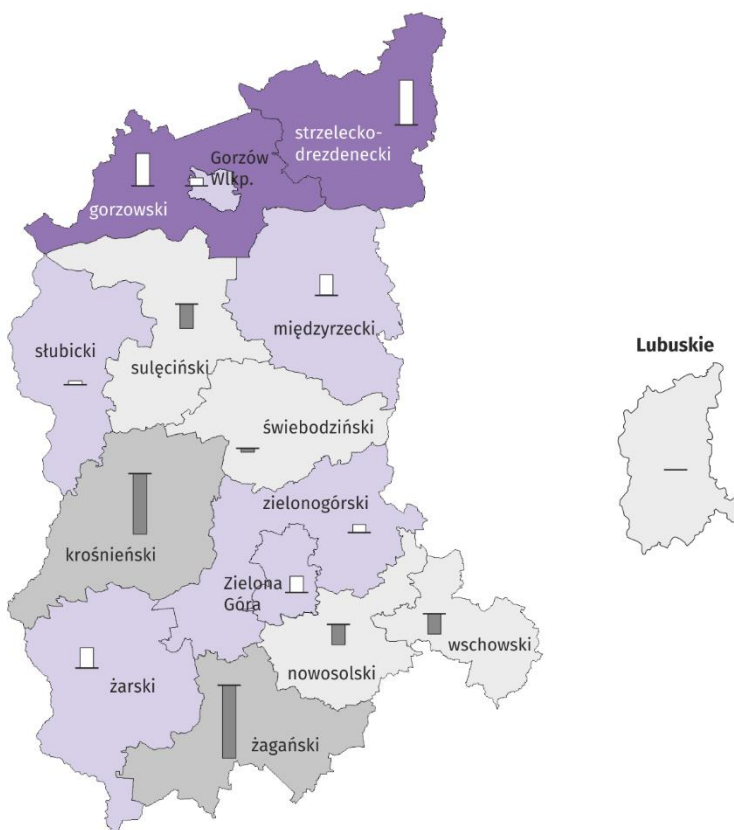 strzelecko-
drezdenecki
Gorzów
Wlkp.
gorzowski
międzyrzecki
słubicki
sulęciński
Lubuskie
świebodziński
zielonogórski
krośnieński
Zielona
Góra
wschowski
nowosolski
żarski
żagański